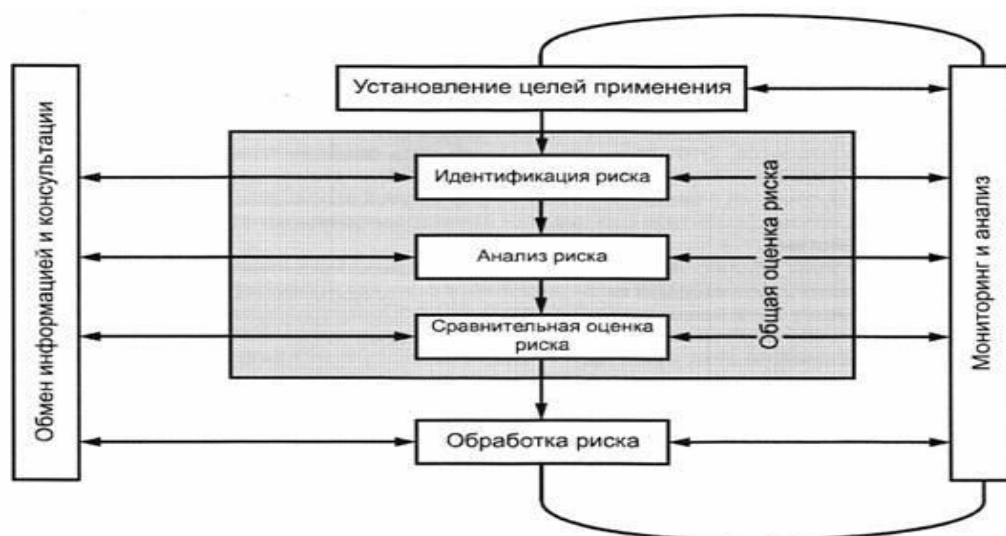 Обмен информацией и консультации
Установление целей применения
Идентификация риска
Анализ риска
Сравнительная оценка
риска
Обработка риска
Общая оценка риска
Мониторинг и анализ